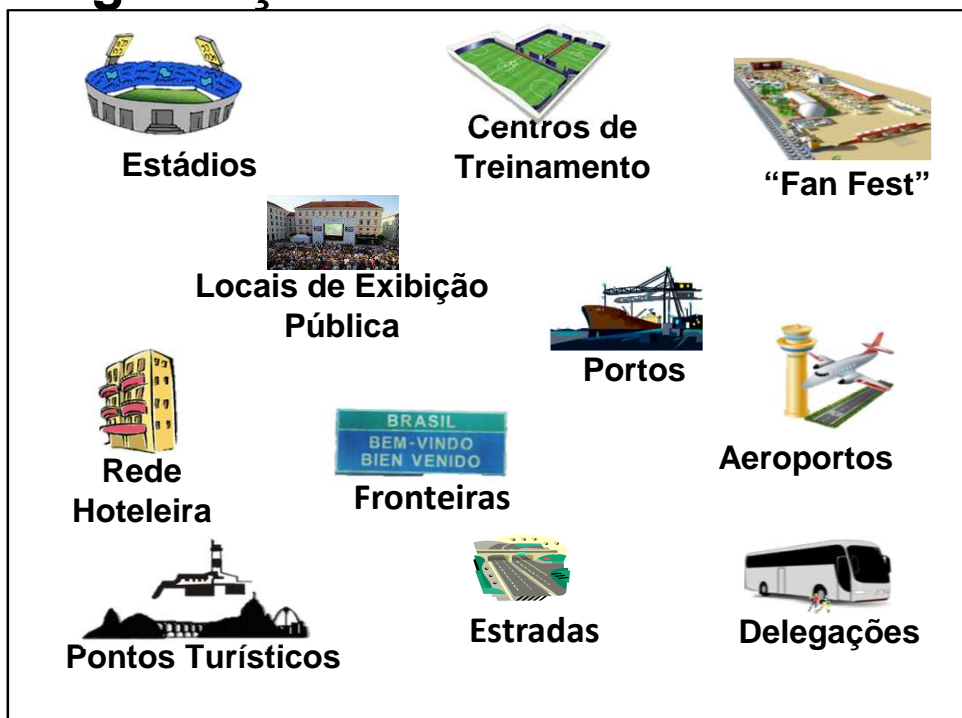 Estádios
Centros de
Treinamento
“Fan Fest”
Locais de Exibição
Pública
Portos
Aeroportos
Rede
Hoteleira
BRASIL
BEM-VINDO
BIEN VENIDO
Fronteiras
Pontos Turísticos
Estradas
Delegações